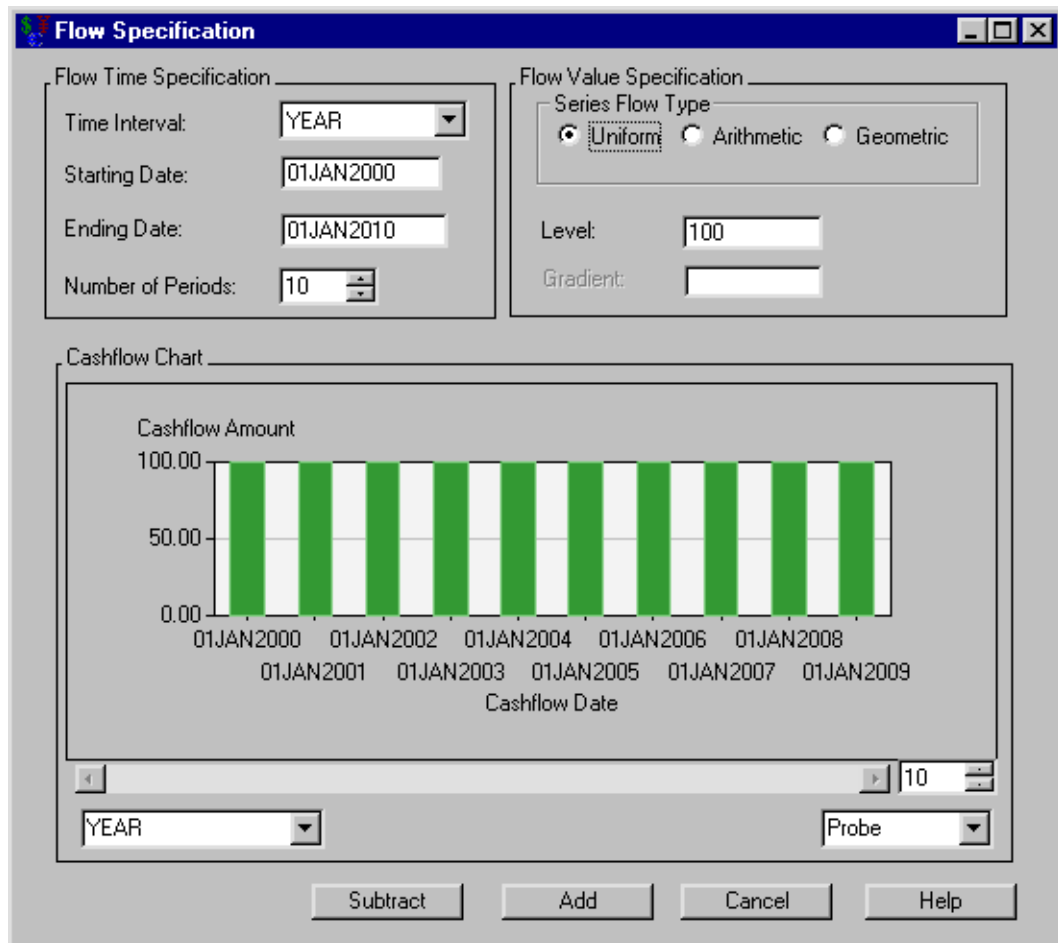 Flow Specification
Flow Time Specification
Time Interval: YEAR
Starting Date: 01JAN2000
Ending Date: 01JAN2010
Number of Periods: 10
Flow Value Specification
Series Flow Type
Uniform Arithmetic Geometric
Level: 100
Gradient:
Cashflow Chart
Cashflow Amount
100.00
50.00
0.00
01JAN2000 01JAN2002 01JAN2004 01JAN2006 01JAN2008
01JAN2001 01JAN2003 01JAN2005 01JAN2007 01JAN2009
Cashflow Date
10
YEAR Probe
Subtract Add Cancel Help